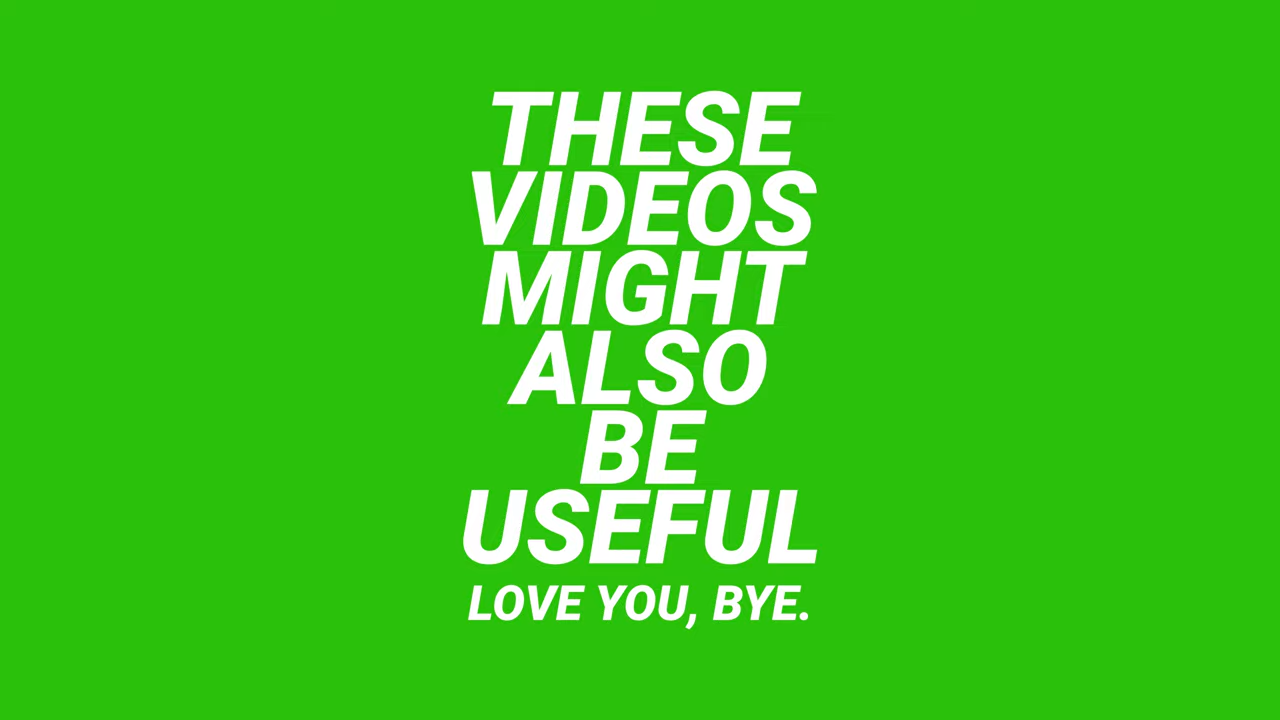 THESE
VIDEOS
MIGHT
ALSO
BE
USEFUL
LOVE YOU, BYE.